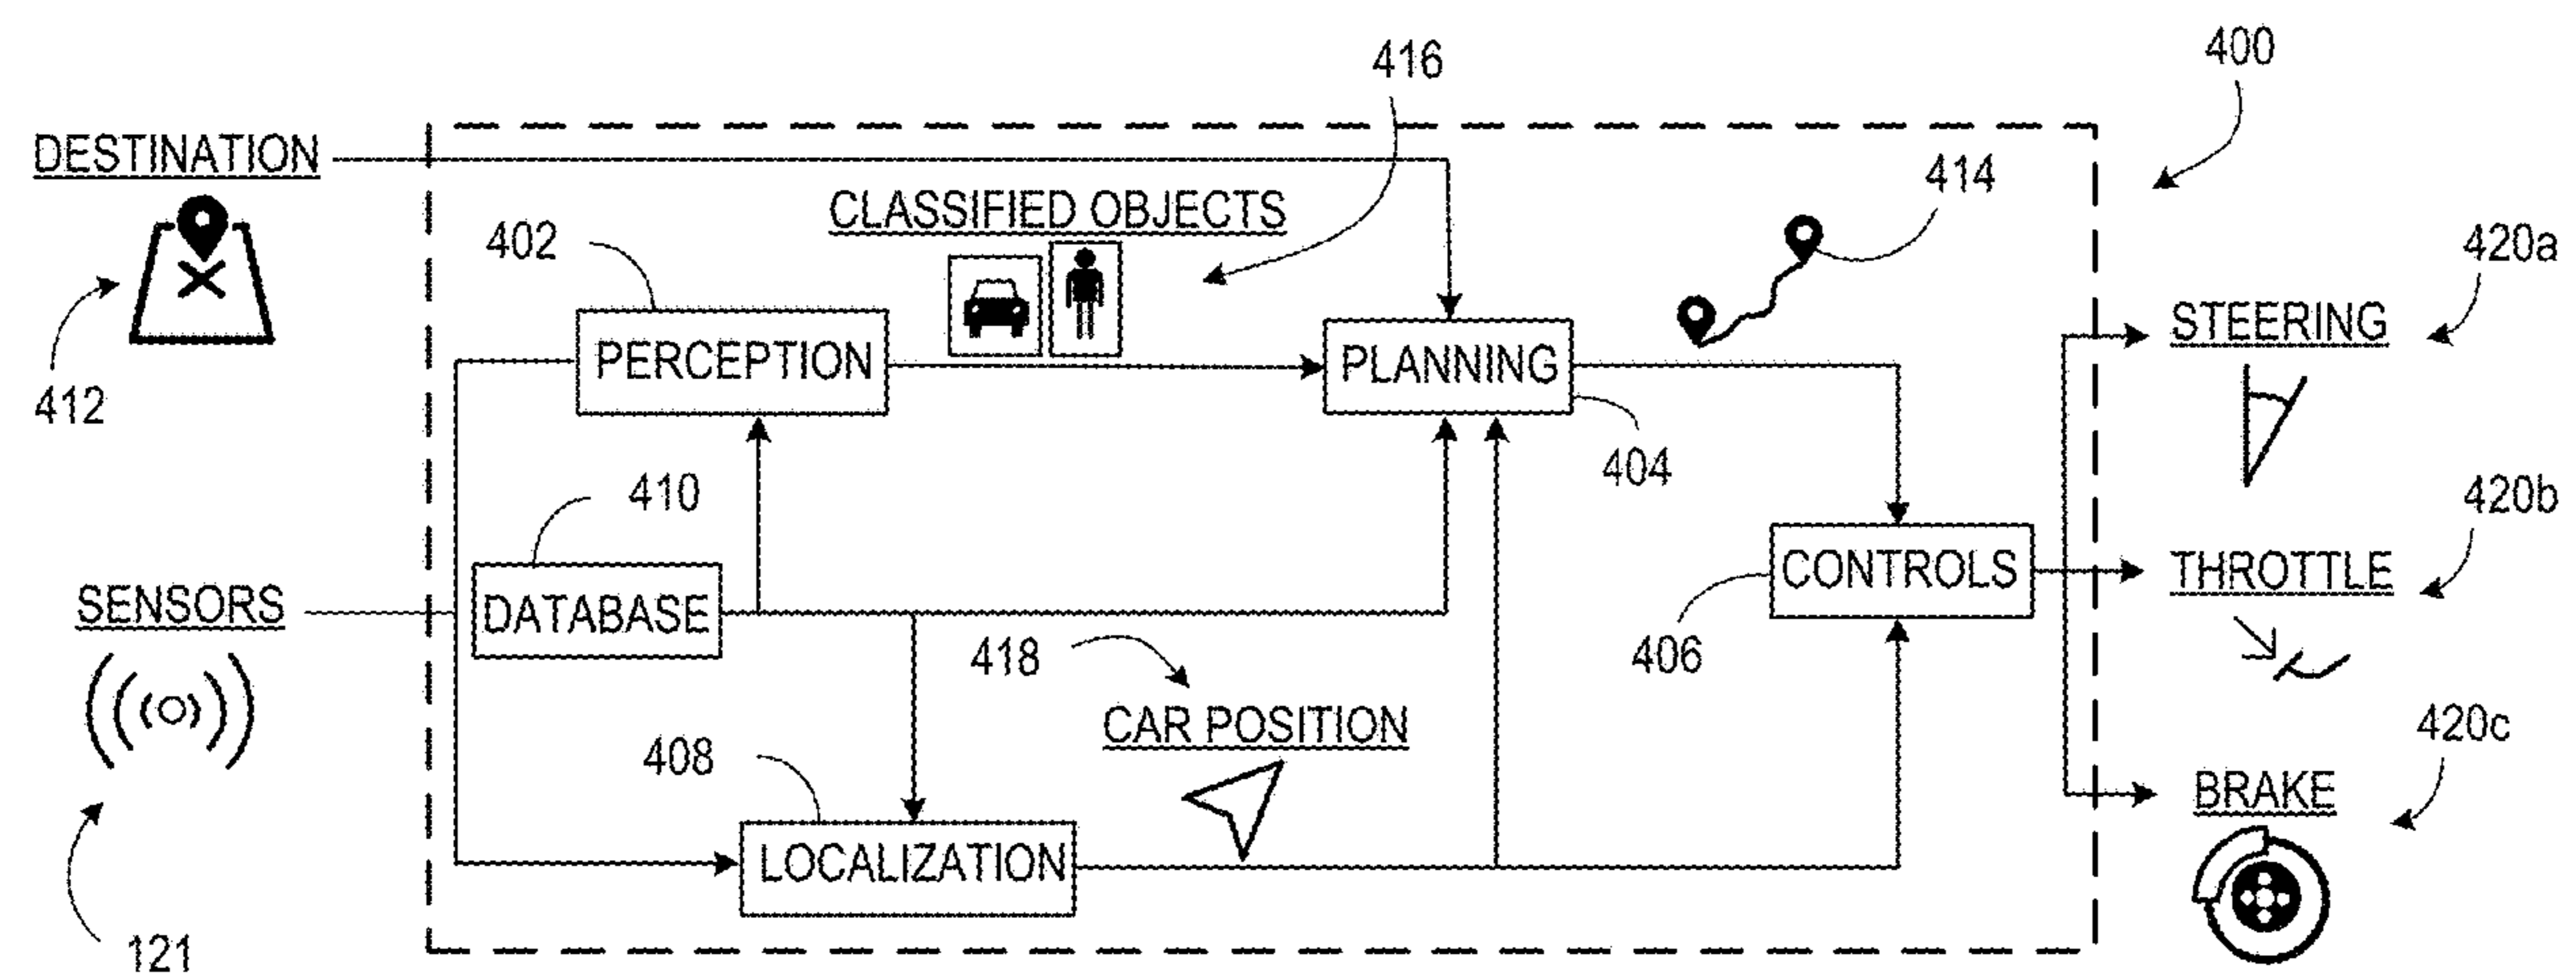 416
400
DESTINATION
414
CLASSIFIED OBJECTS
402
420a
STEERING
PERCEPTION
PLANNING
412
404
410
420b
CONTROLS
THROTTLE
SENSORS
DATABASE
418
406
CAR POSITION
420c
408
BRAKE
LOCALIZATION
121